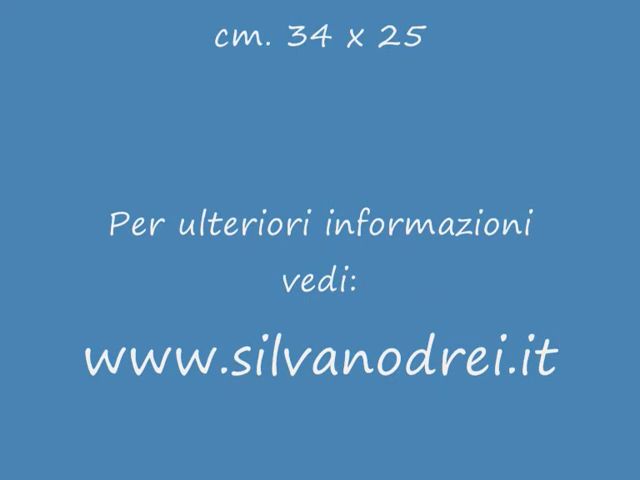 cm. 34 x 25
Per ulteriori informazioni
vedi:
www.silvanodrei.it